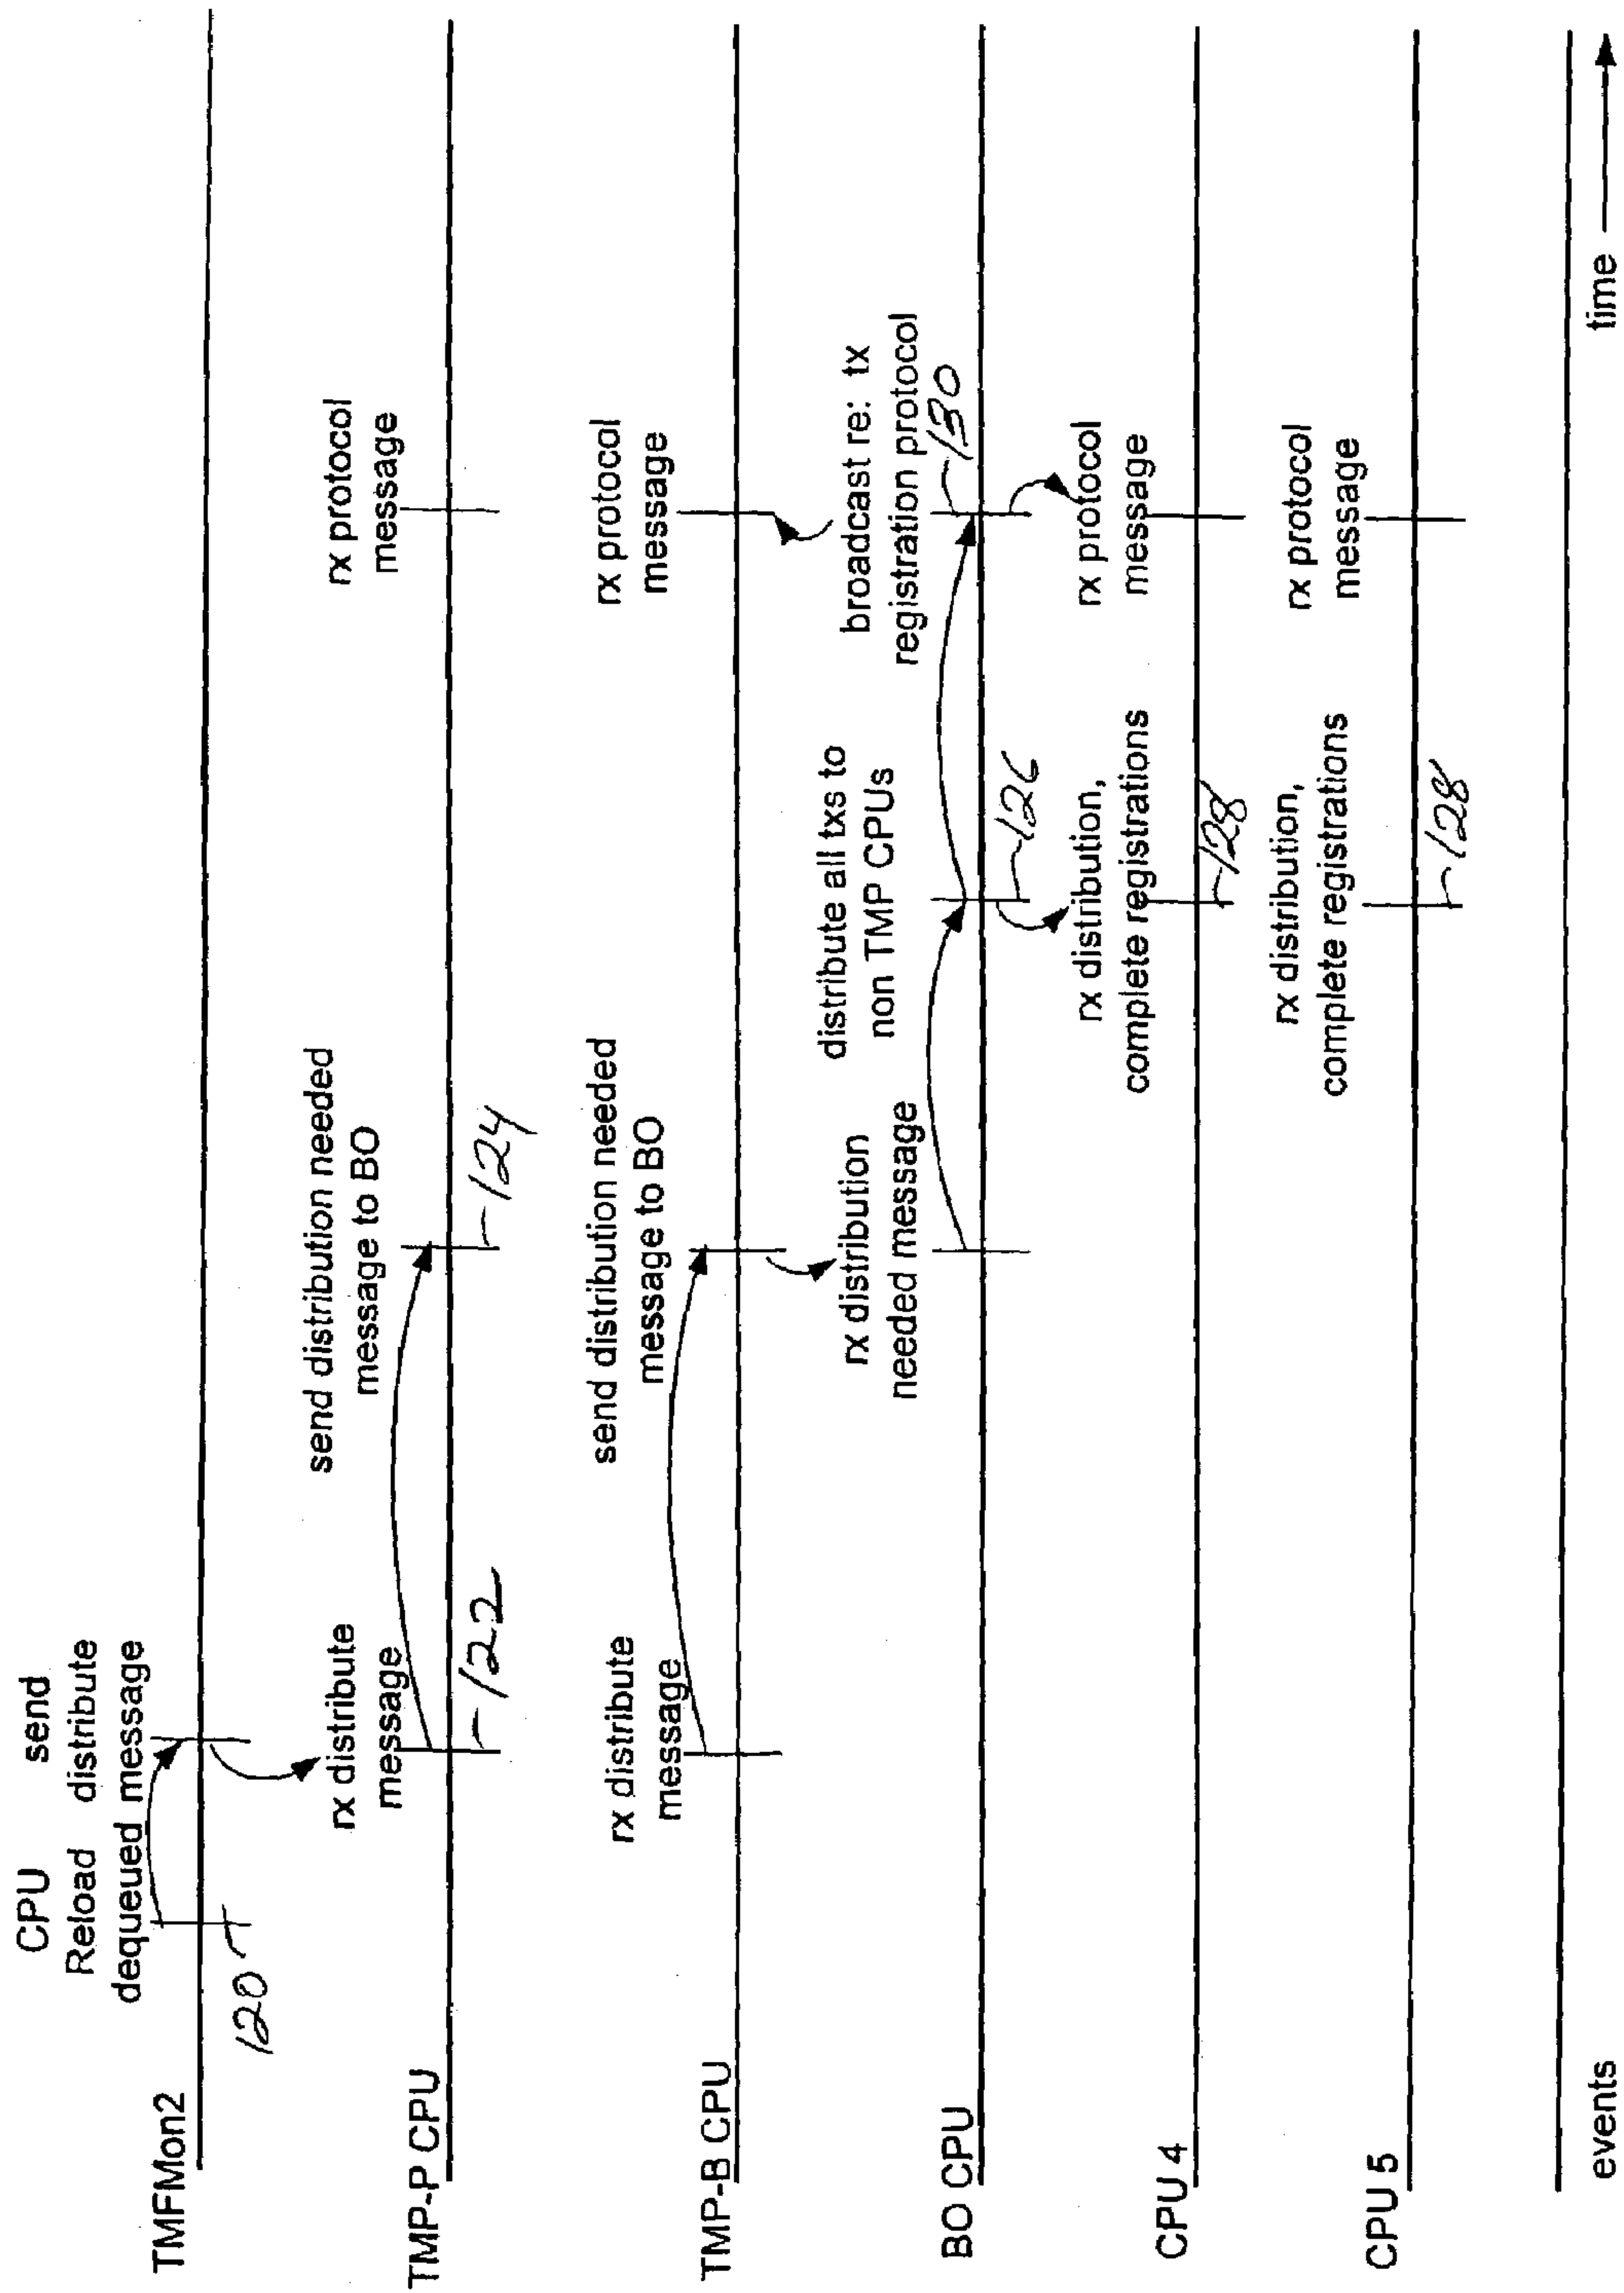 CPU send
Reload distribute
dequeued message
TMFMon2
120
rx distribute
message
122
send distribution needed
message to BO
124
rx protocol
message
TMP-P CPU
rx distribute
message
send distribution needed
message to BO
rx protocol
message
TMP-B CPU
rx distribution
needed message
distribute all txs to
non TMP CPUs
126
broadcast re: tx
registration protocol
130
BO CPU
rx distribution,
complete registrations
128
rx protocol
message
CPU 4
rx distribution,
complete registrations
128
rx protocol
message
CPU 5
events
time